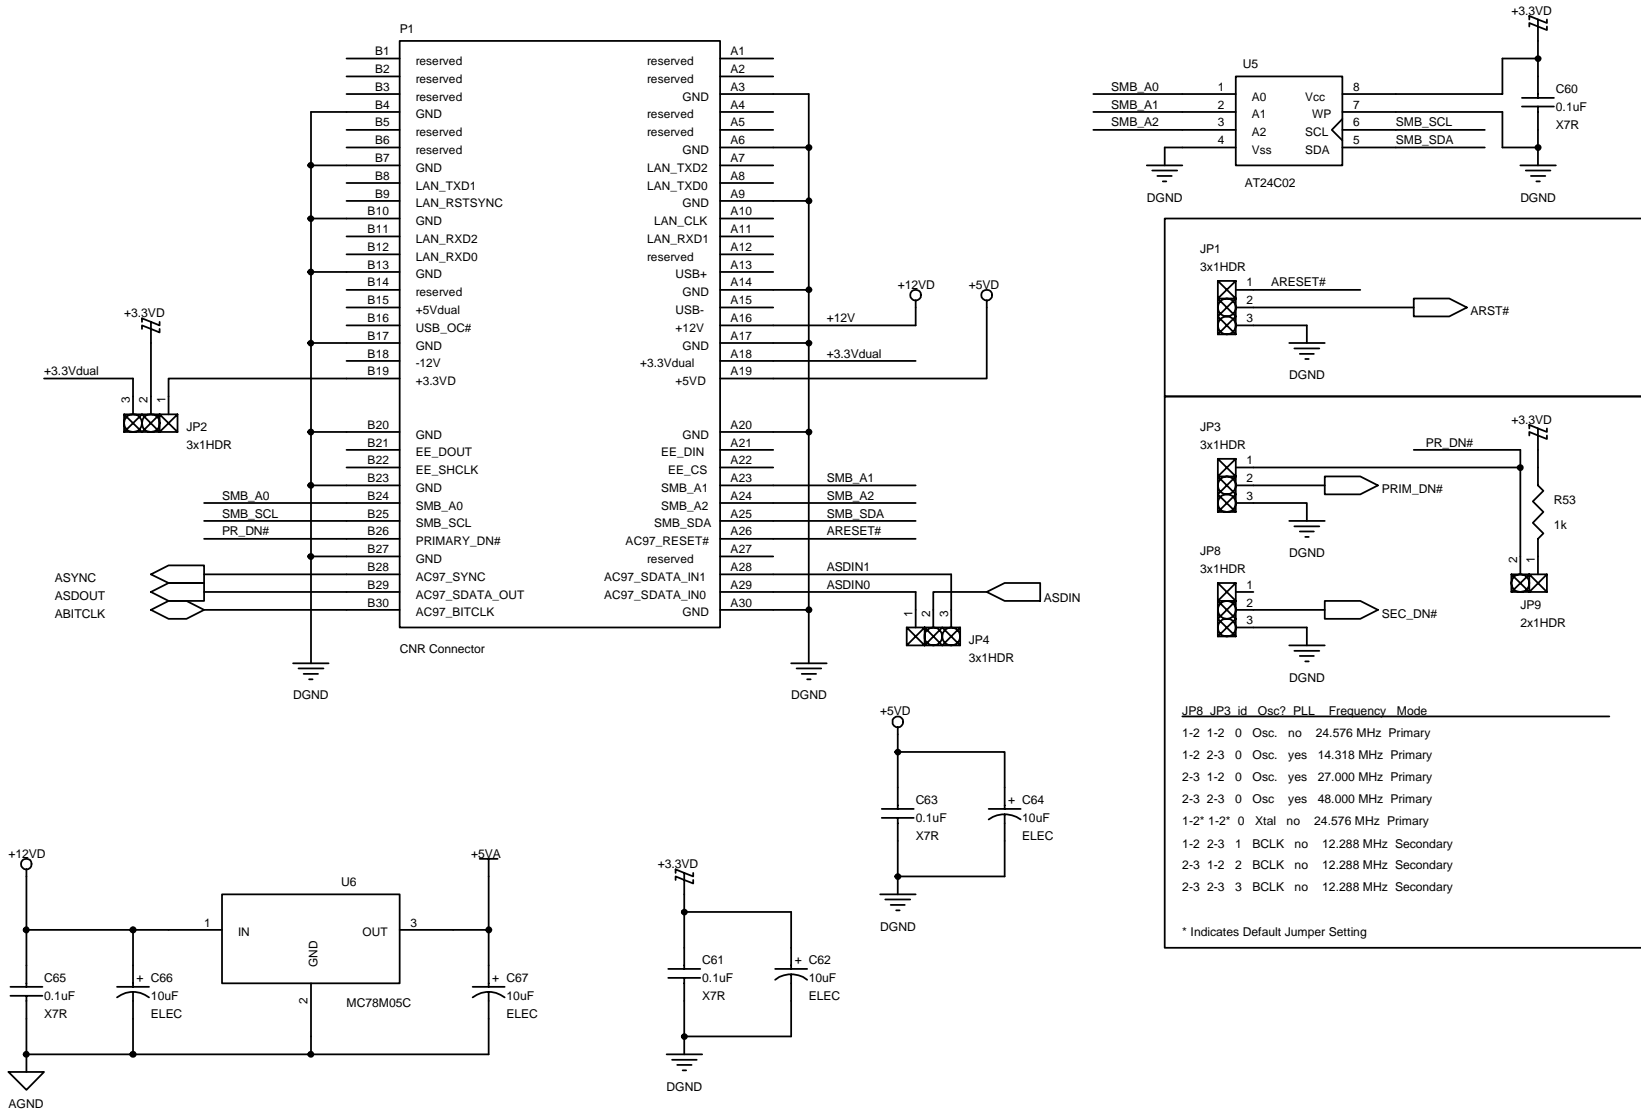 P1
B1 reserved reserved A1
B2 reserved reserved A2
B3 reserved GND A3
B4 GND reserved A4
B5 reserved reserved A5
B6 reserved GND A6
B7 GND LAN_TXD2 A7
B8 LAN_TXD1 LAN_TXD0 A8
B9 LAN_RSTSYNC GND A9
B10 GND LAN_CLK A10
B11 LAN_RXD2 LAN_RXD1 A11
B12 LAN_RXD0 reserved A12
B13 GND USB+ A13
B14 reserved GND A14
B15 +5Vdual USB- A15
B16 USB_OC# +12V A16 +12V
B17 GND GND A17
B18 -12V +3.3Vdual A18 +3.3Vdual
B19 +3.3VD +5VD A19
B20 GND GND A20
B21 EE_DOUT EE_DIN A21
B22 EE_SHCLK EE_CS A22
B23 GND SMB_A1 A23 SMB_A1
SMB_A0 B24 SMB_A0 SMB_A2 A24 SMB_A2
SMB_SCL B25 SMB_SCL SMB_SDA A25 SMB_SDA
PR_DN# B26 PRIMARY_DN# AC97_RESET# A26 ARESET#
B27 GND reserved A27
ASYNC B28 AC97_SYNC AC97_SDATA_IN1 A28 ASDIN1
ASDOUT B29 AC97_SDATA_OUT AC97_SDATA_IN0 A29 ASDIN0
ABITCLK B30 AC97_BITCLK GND A30
CNR Connector
DGND
DGND
+12VD
+5VD
+3.3VD
+3.3Vdual
3 2 1
JP2
3x1HDR
ASDIN
1 2 3
JP4
3x1HDR
+3.3VD
U5
SMB_A0 1 A0 Vcc 8
SMB_A1 2 A1 WP 7
SMB_A2 3 A2 SCL 6 SMB_SCL
4 Vss SDA 5 SMB_SDA
AT24C02
DGND
C60
0.1uF
X7R
DGND
JP1
3x1HDR
1 ARESET#
2 ARST#
3
DGND
JP3
3x1HDR
1
2 PRIM_DN#
3
DGND
PR_DN#
+3.3VD
R53
1k
2 1
JP9
2x1HDR
JP8
3x1HDR
1
2 SEC_DN#
3
DGND
JP8 JP3 id Osc? PLL Frequency Mode
1-2 1-2 0 Osc. no 24.576 MHz Primary
1-2 2-3 0 Osc. yes 14.318 MHz Primary
2-3 1-2 0 Osc. yes 27.000 MHz Primary
2-3 2-3 0 Osc yes 48.000 MHz Primary
1-2* 1-2* 0 Xtal no 24.576 MHz Primary
1-2 2-3 1 BCLK no 12.288 MHz Secondary
2-3 1-2 2 BCLK no 12.288 MHz Secondary
2-3 2-3 3 BCLK no 12.288 MHz Secondary
* Indicates Default Jumper Setting
+5VD
C63
0.1uF
X7R
+ C64
10uF
ELEC
DGND
+12VD
+5VA
U6
1 IN OUT 3
GND
2
MC78M05C
C65
0.1uF
X7R
+ C66
10uF
ELEC
+ C67
10uF
ELEC
AGND
+3.3VD
C61
0.1uF
X7R
+ C62
10uF
ELEC
DGND